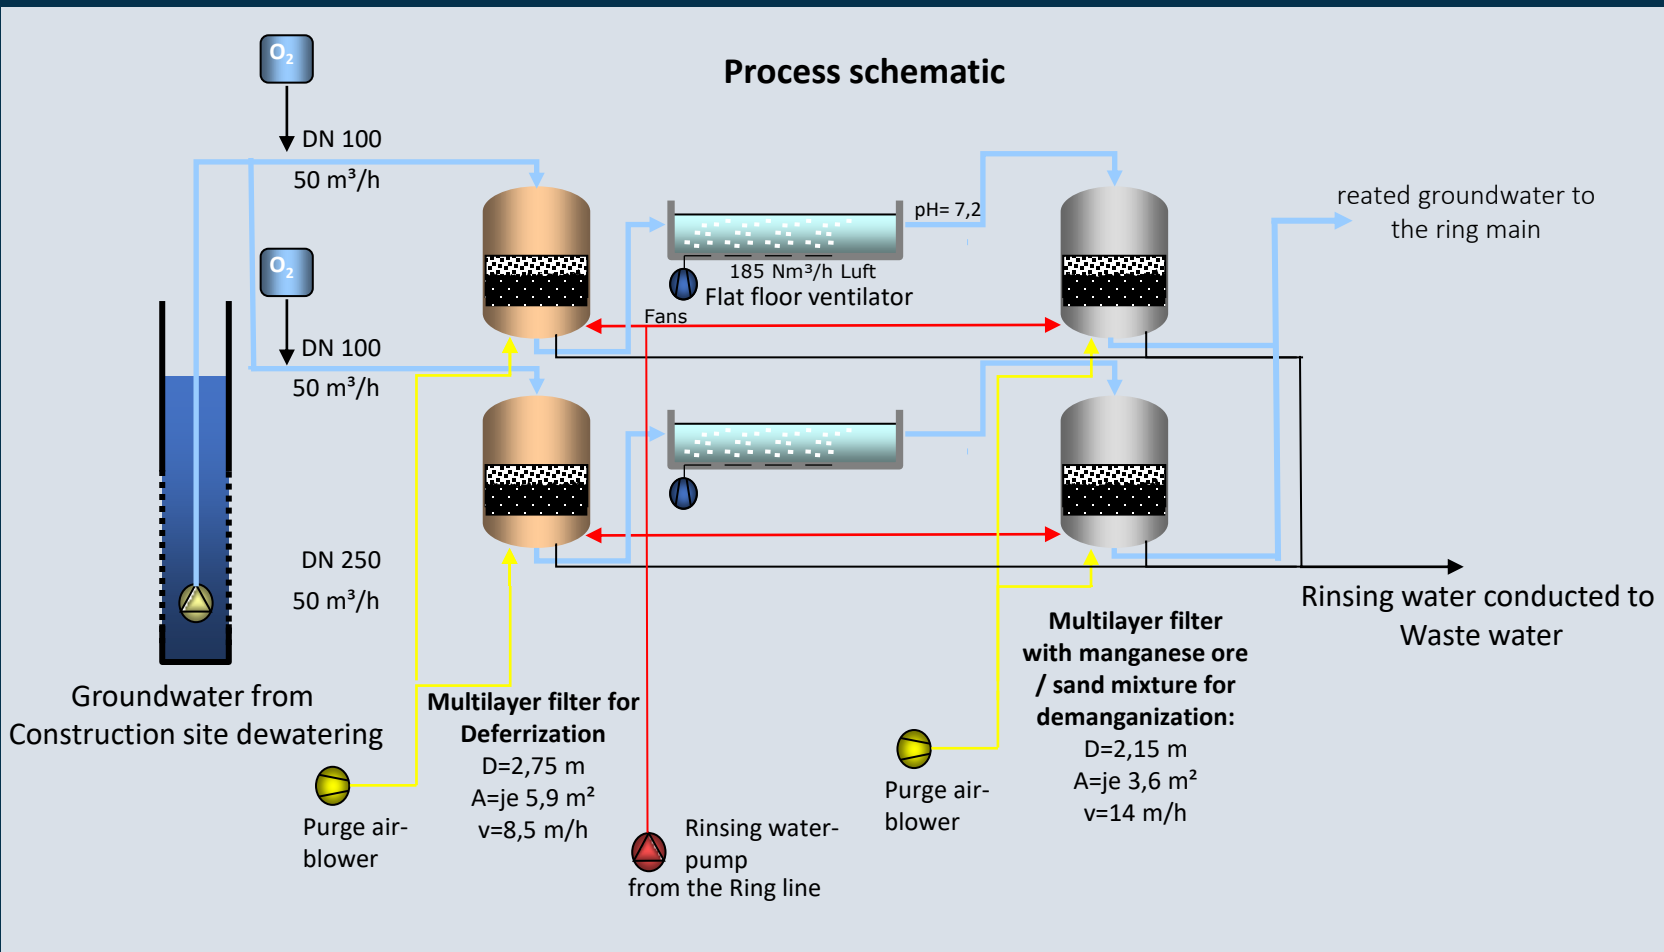 Process schematic
O₂
DN 100
50 m³/h
O₂
DN 100
50 m³/h
DN 250
50 m³/h
Groundwater from
Construction site dewatering
pH= 7,2
185 Nm³/h Luft
Flat floor ventilator
Fans
reated groundwater to
the ring main
Rinsing water conducted to
Waste water
Multilayer filter for
Deferrization
D=2,75 m
A=je 5,9 m²
v=8,5 m/h
Multilayer filter
with manganese ore
/ sand mixture for
demanganization:
D=2,15 m
A=je 3,6 m²
v=14 m/h
Purge air-
blower
Rinsing water-
pump
from the Ring line
Purge air-
blower